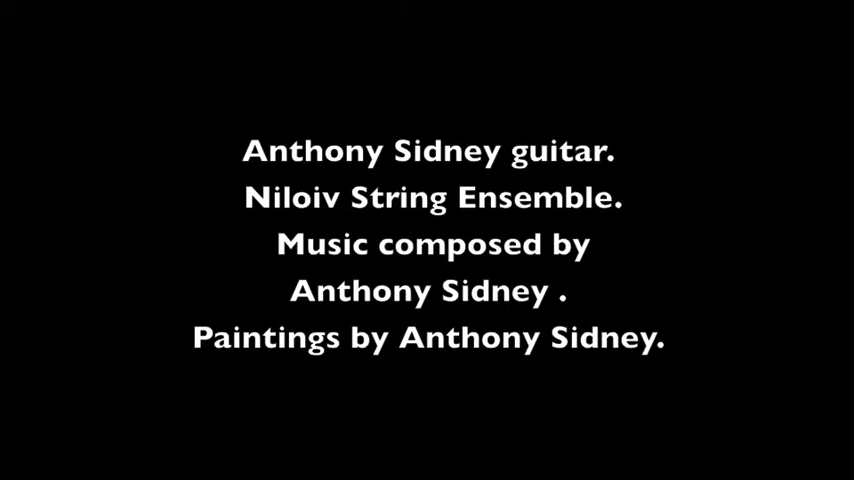 Anthony Sidney guitar.
Niloiv String Ensemble.
Music composed by
Anthony Sidney .
Paintings by Anthony Sidney.